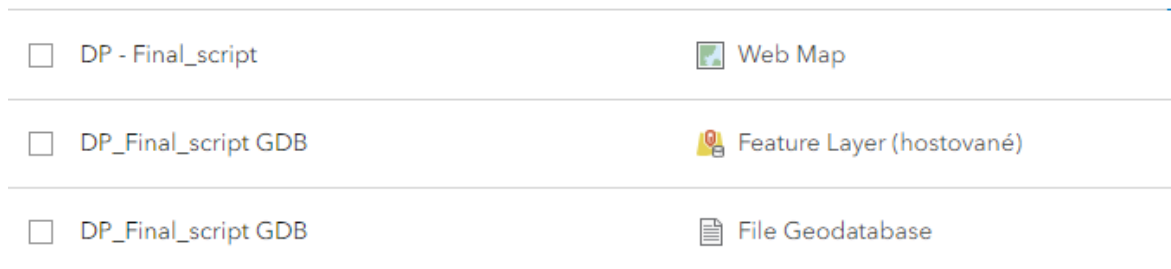 DP - Final_script Web Map
DP_Final_script GDB Feature Layer (hostované)
DP_Final_script GDB File Geodatabase